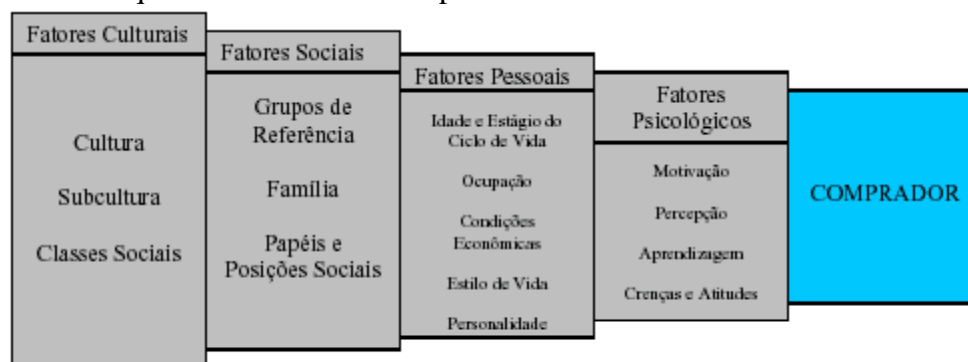 Fatores Culturais
Cultura
Subcultura
Classes Sociais
Fatores Sociais
Grupos de
Referência
Família
Papéis e
Posições Sociais
Fatores Pessoais
Idade e Estágio do
Ciclo de Vida
Ocupação
Condições
Econômicas
Estilo de Vida
Personalidade
Fatores
Psicológicos
Motivação
Percepção
Aprendizagem
Crenças e Atitudes
COMPRADOR